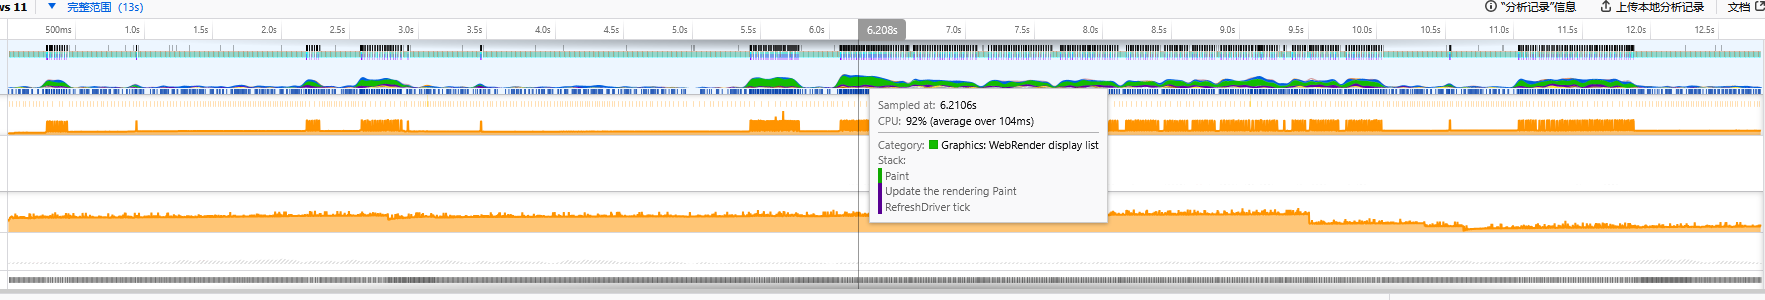 ws 11 完整范围 (13s) “分析记录”信息 上传本地分析记录 文档
500ms 1.0s 1.5s 2.0s 2.5s 3.0s 3.5s 4.0s 4.5s 5.0s 5.5s 6.0s 6.208s 7.0s 7.5s 8.0s 8.5s 9.0s 9.5s 10.0s 10.5s 11.0s 11.5s 12.0s 12.5s
Sampled at: 6.2106s
CPU: 92% (average over 104ms)
Category: Graphics: WebRender display list
Stack:
Paint
Update the rendering Paint
RefreshDriver tick